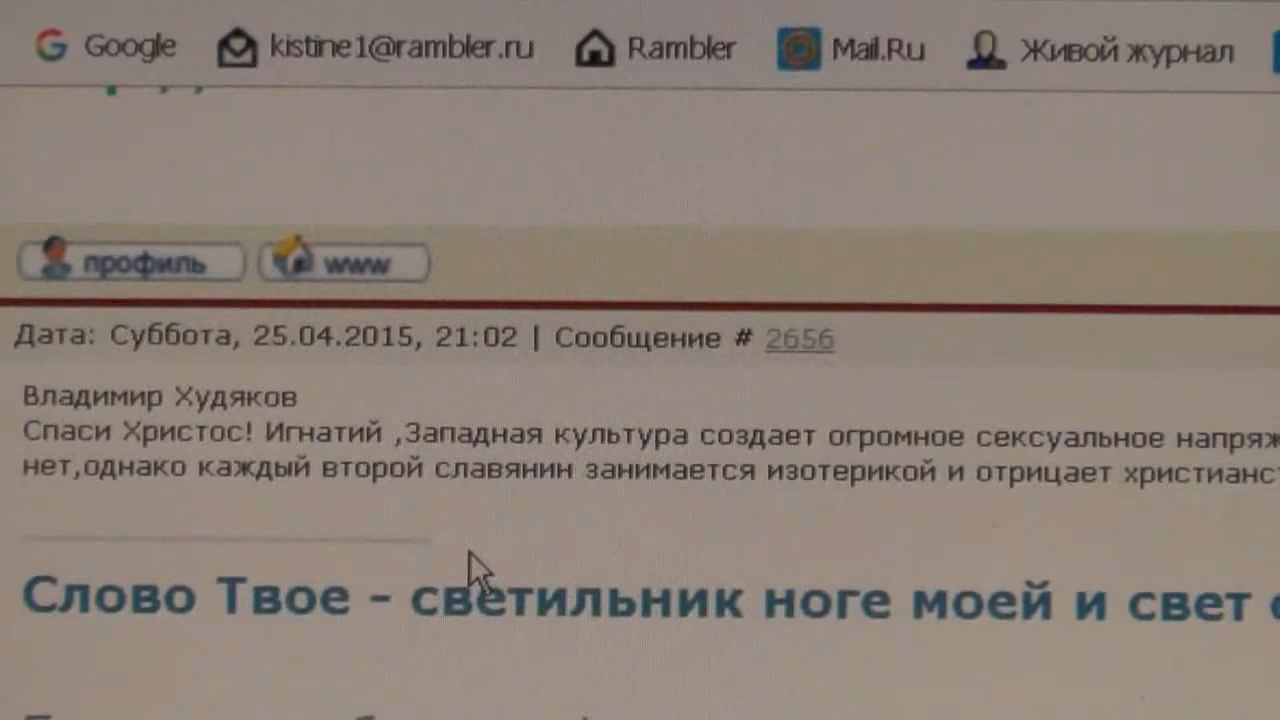 Google kistine1@rambler.ru Rambler Mail.Ru Живой журнал
профиль www
Дата: Суббота, 25.04.2015, 21:02 | Сообщение # 2656
Владимир Худяков
Спаси Христос! Игнатий ,Западная культура создает огромное сексуальное напряж
нет,однако каждый второй славянин занимается изотерикой и отрицает христианс
Слово Твое - светильник ноге моей и свет